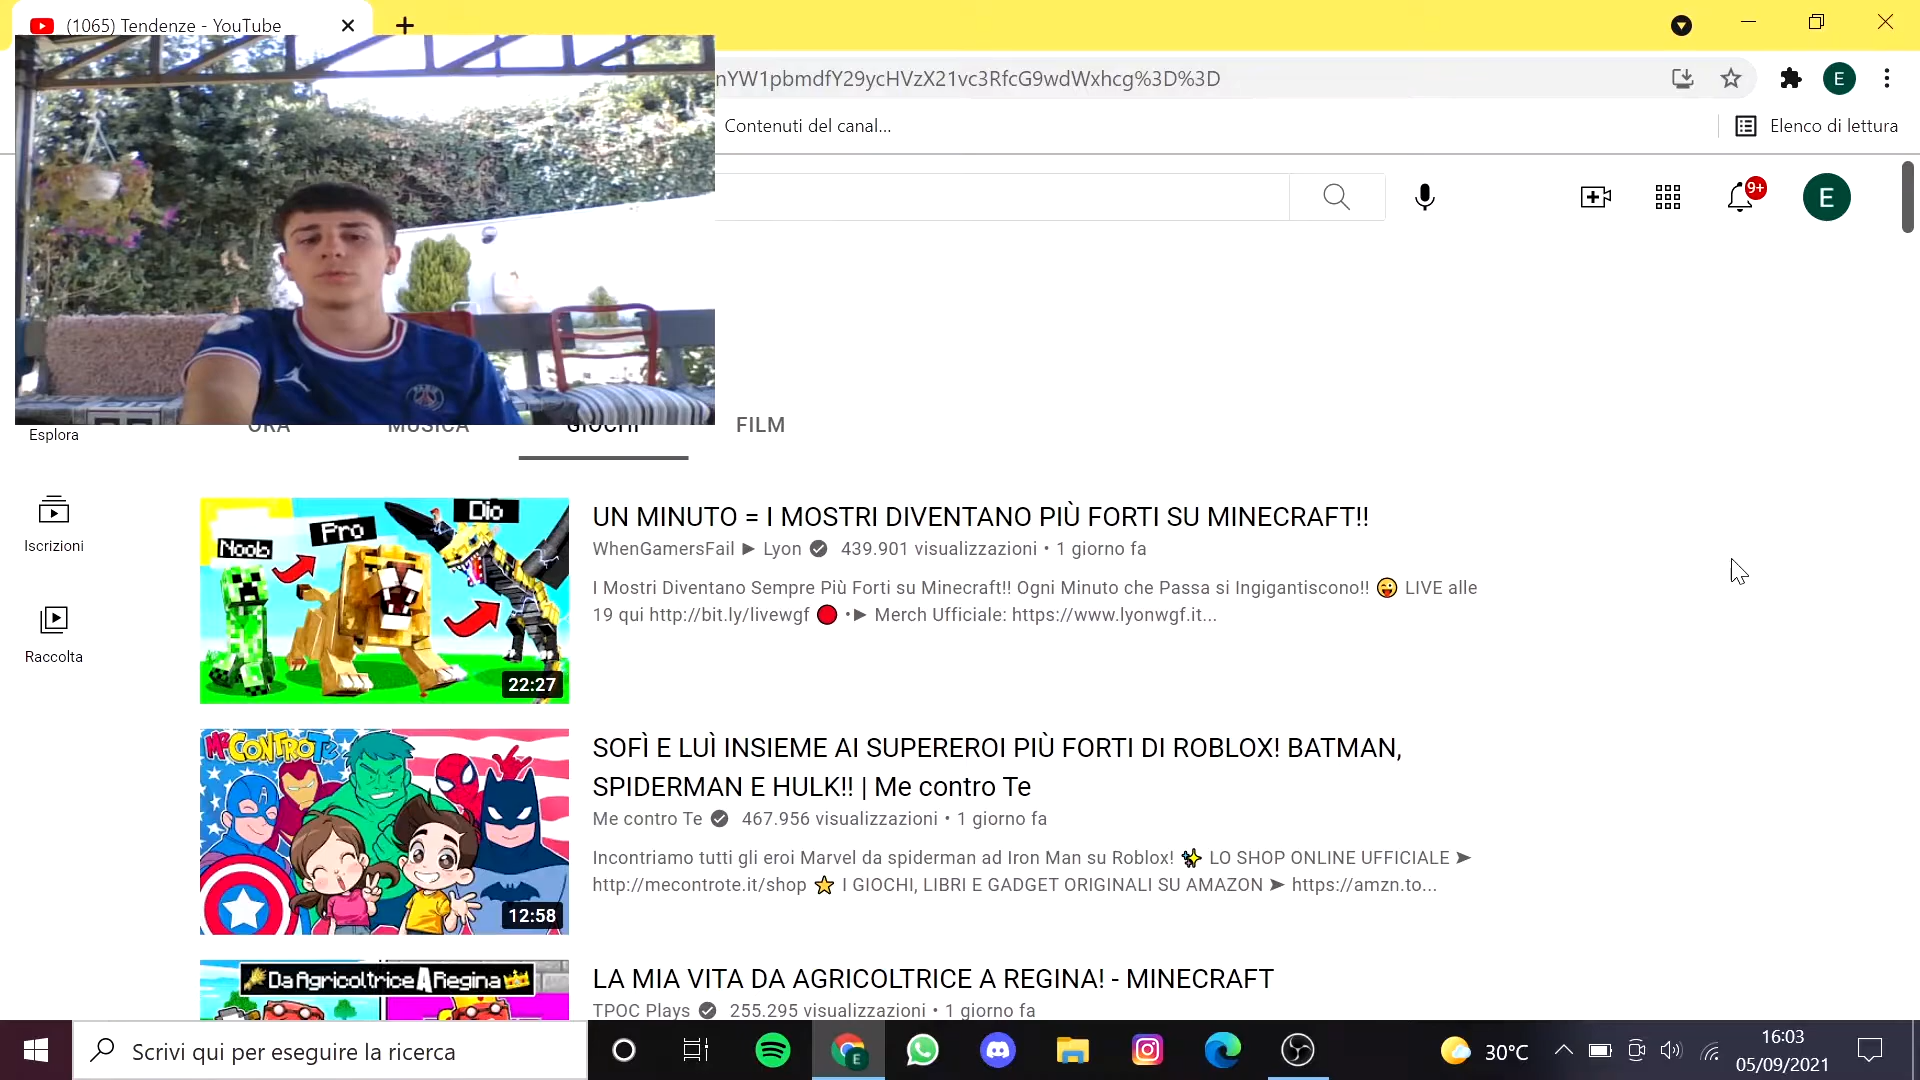 (1065) Tendenze - YouTube
nYW1pbmdfY29ycHVzX21vc3RfcG9wdWxhcg%3D%3D
E
Contenuti del canal...
Elenco di lettura
9+
E
Esplora
ORA
MUSICA
GIOCHI
FILM
Iscrizioni
Raccolta
Noob
Pro
Dio
22:27
UN MINUTO = I MOSTRI DIVENTANO PIÙ FORTI SU MINECRAFT!!
WhenGamersFail ► Lyon 439.901 visualizzazioni • 1 giorno fa
I Mostri Diventano Sempre Più Forti su Minecraft!! Ogni Minuto che Passa si Ingigantiscono!! 😜 LIVE alle
19 qui http://bit.ly/livewgf 🔴 •► Merch Ufficiale: https://www.lyonwgf.it...
ME CONTRO TE
A
12:58
SOFÌ E LUÌ INSIEME AI SUPEREROI PIÙ FORTI DI ROBLOX! BATMAN,
SPIDERMAN E HULK!! | Me contro Te
Me contro Te 467.956 visualizzazioni • 1 giorno fa
Incontriamo tutti gli eroi Marvel da spiderman ad Iron Man su Roblox! ✨ LO SHOP ONLINE UFFICIALE ➤
http://mecontrote.it/shop ⭐ I GIOCHI, LIBRI E GADGET ORIGINALI SU AMAZON ➤ https://amzn.to...
Da Agricoltrice A Regina
LA MIA VITA DA AGRICOLTRICE A REGINA! - MINECRAFT
TPOC Plays 255.295 visualizzazioni • 1 giorno fa
Scrivi qui per eseguire la ricerca
E
30°C
16:03
05/09/2021